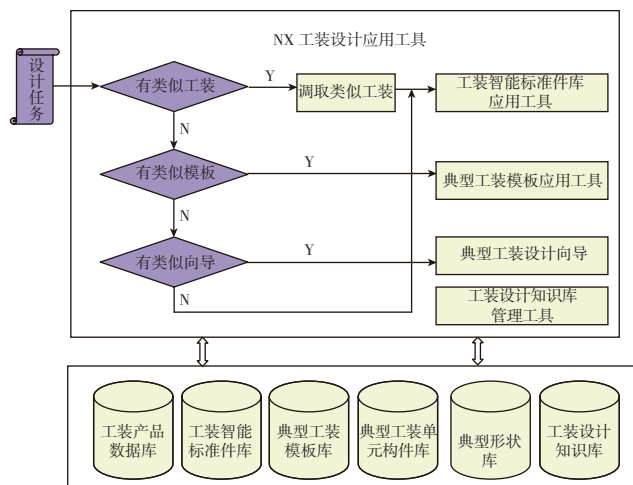 NX 工装设计应用工具
设计任务
有类似工装
Y
调取类似工装
工装智能标准件库
应用工具
N
有类似模板
Y
典型工装模板应用工具
N
有类似向导
Y
典型工装设计向导
N
工装设计知识库
管理工具
工装产品
数据库
工装智能
标准件库
典型工装
模板库
典型工装单
元构件库
典型形状
库
工装设计
知识库